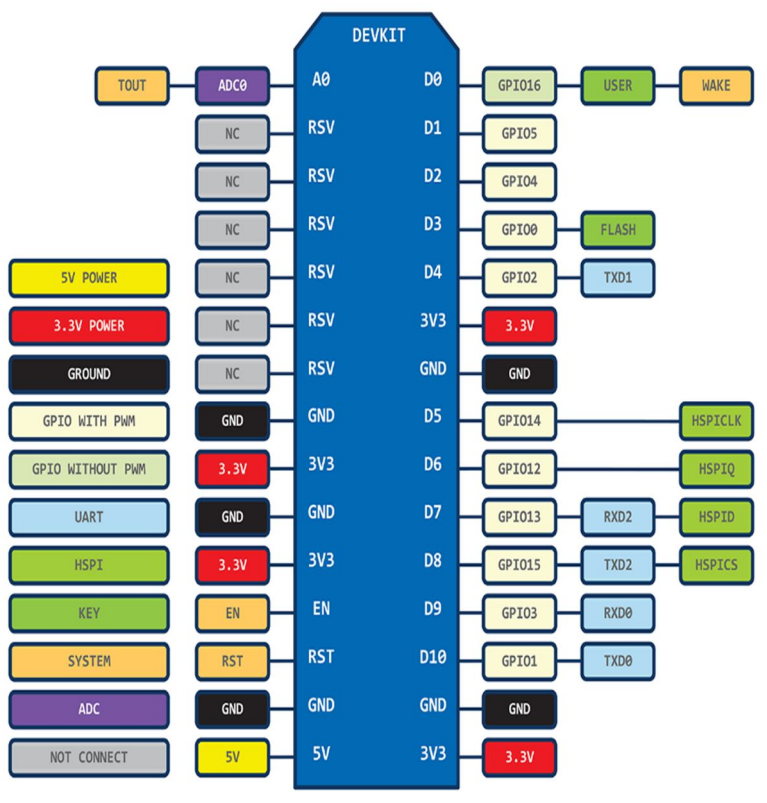 DEVKIT
TOUT ADC0 A0 D0 GPIO16 USER WAKE
NC RSV D1 GPIO5
NC RSV D2 GPIO4
NC RSV D3 GPIO0 FLASH
5V POWER NC RSV D4 GPIO2 TXD1
3.3V POWER NC RSV 3V3 3.3V
GROUND NC RSV GND GND
GPIO WITH PWM GND GND D5 GPIO14 HSPICLK
GPIO WITHOUT PWM 3.3V 3V3 D6 GPIO12 HSPIQ
UART GND GND D7 GPIO13 RXD2 HSPID
HSPI 3.3V 3V3 D8 GPIO15 TXD2 HSPICS
KEY EN EN D9 GPIO3 RXD0
SYSTEM RST RST D10 GPIO1 TXD0
ADC GND GND GND GND
NOT CONNECT 5V 5V 3V3 3.3V